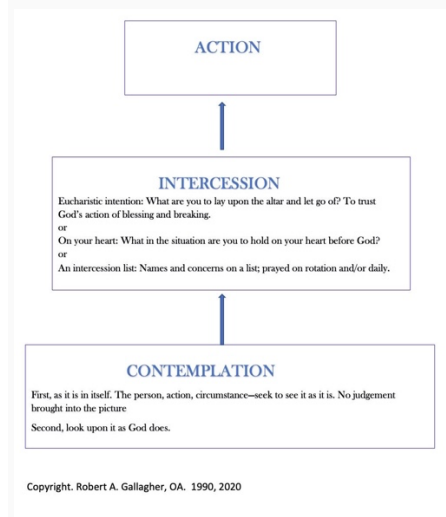 ACTION
INTERCESSION
Eucharistic intention: What are you to lay upon the altar and let go of? To trust
God's action of blessing and breaking.
or
On your heart: What in the situation are you to hold on your heart before God?
or
An intercession list: Names and concerns on a list; prayed on rotation and/or daily.
CONTEMPLATION
First, as it is in itself. The person, action, circumstance—seek to see it as it is. No judgement
brought into the picture
Second, look upon it as God does.
Copyright. Robert A. Gallagher, OA. 1990, 2020